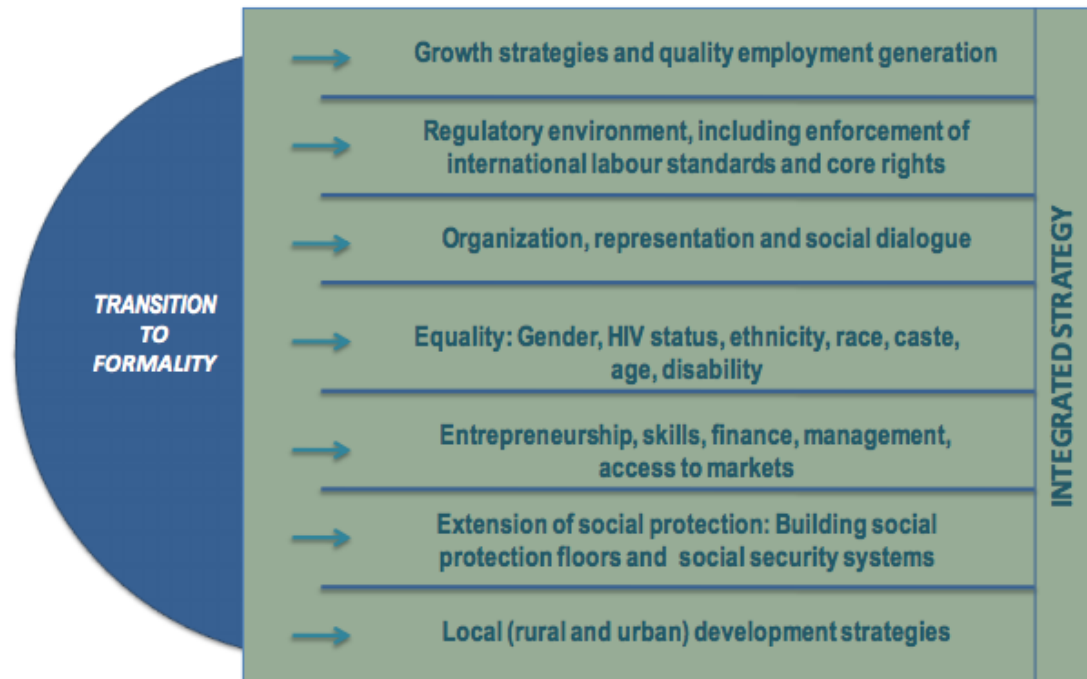 Growth strategies and quality employment generation
Regulatory environment, including enforcement of
international labour standards and core rights
Organization, representation and social dialogue
TRANSITION
TO
FORMALITY
Equality: Gender, HIV status, ethnicity, race, caste,
age, disability
Entrepreneurship, skills, finance, management,
access to markets
Extension of social protection: Building social
protection floors and social security systems
Local (rural and urban) development strategies
INTEGRATED STRATEGY